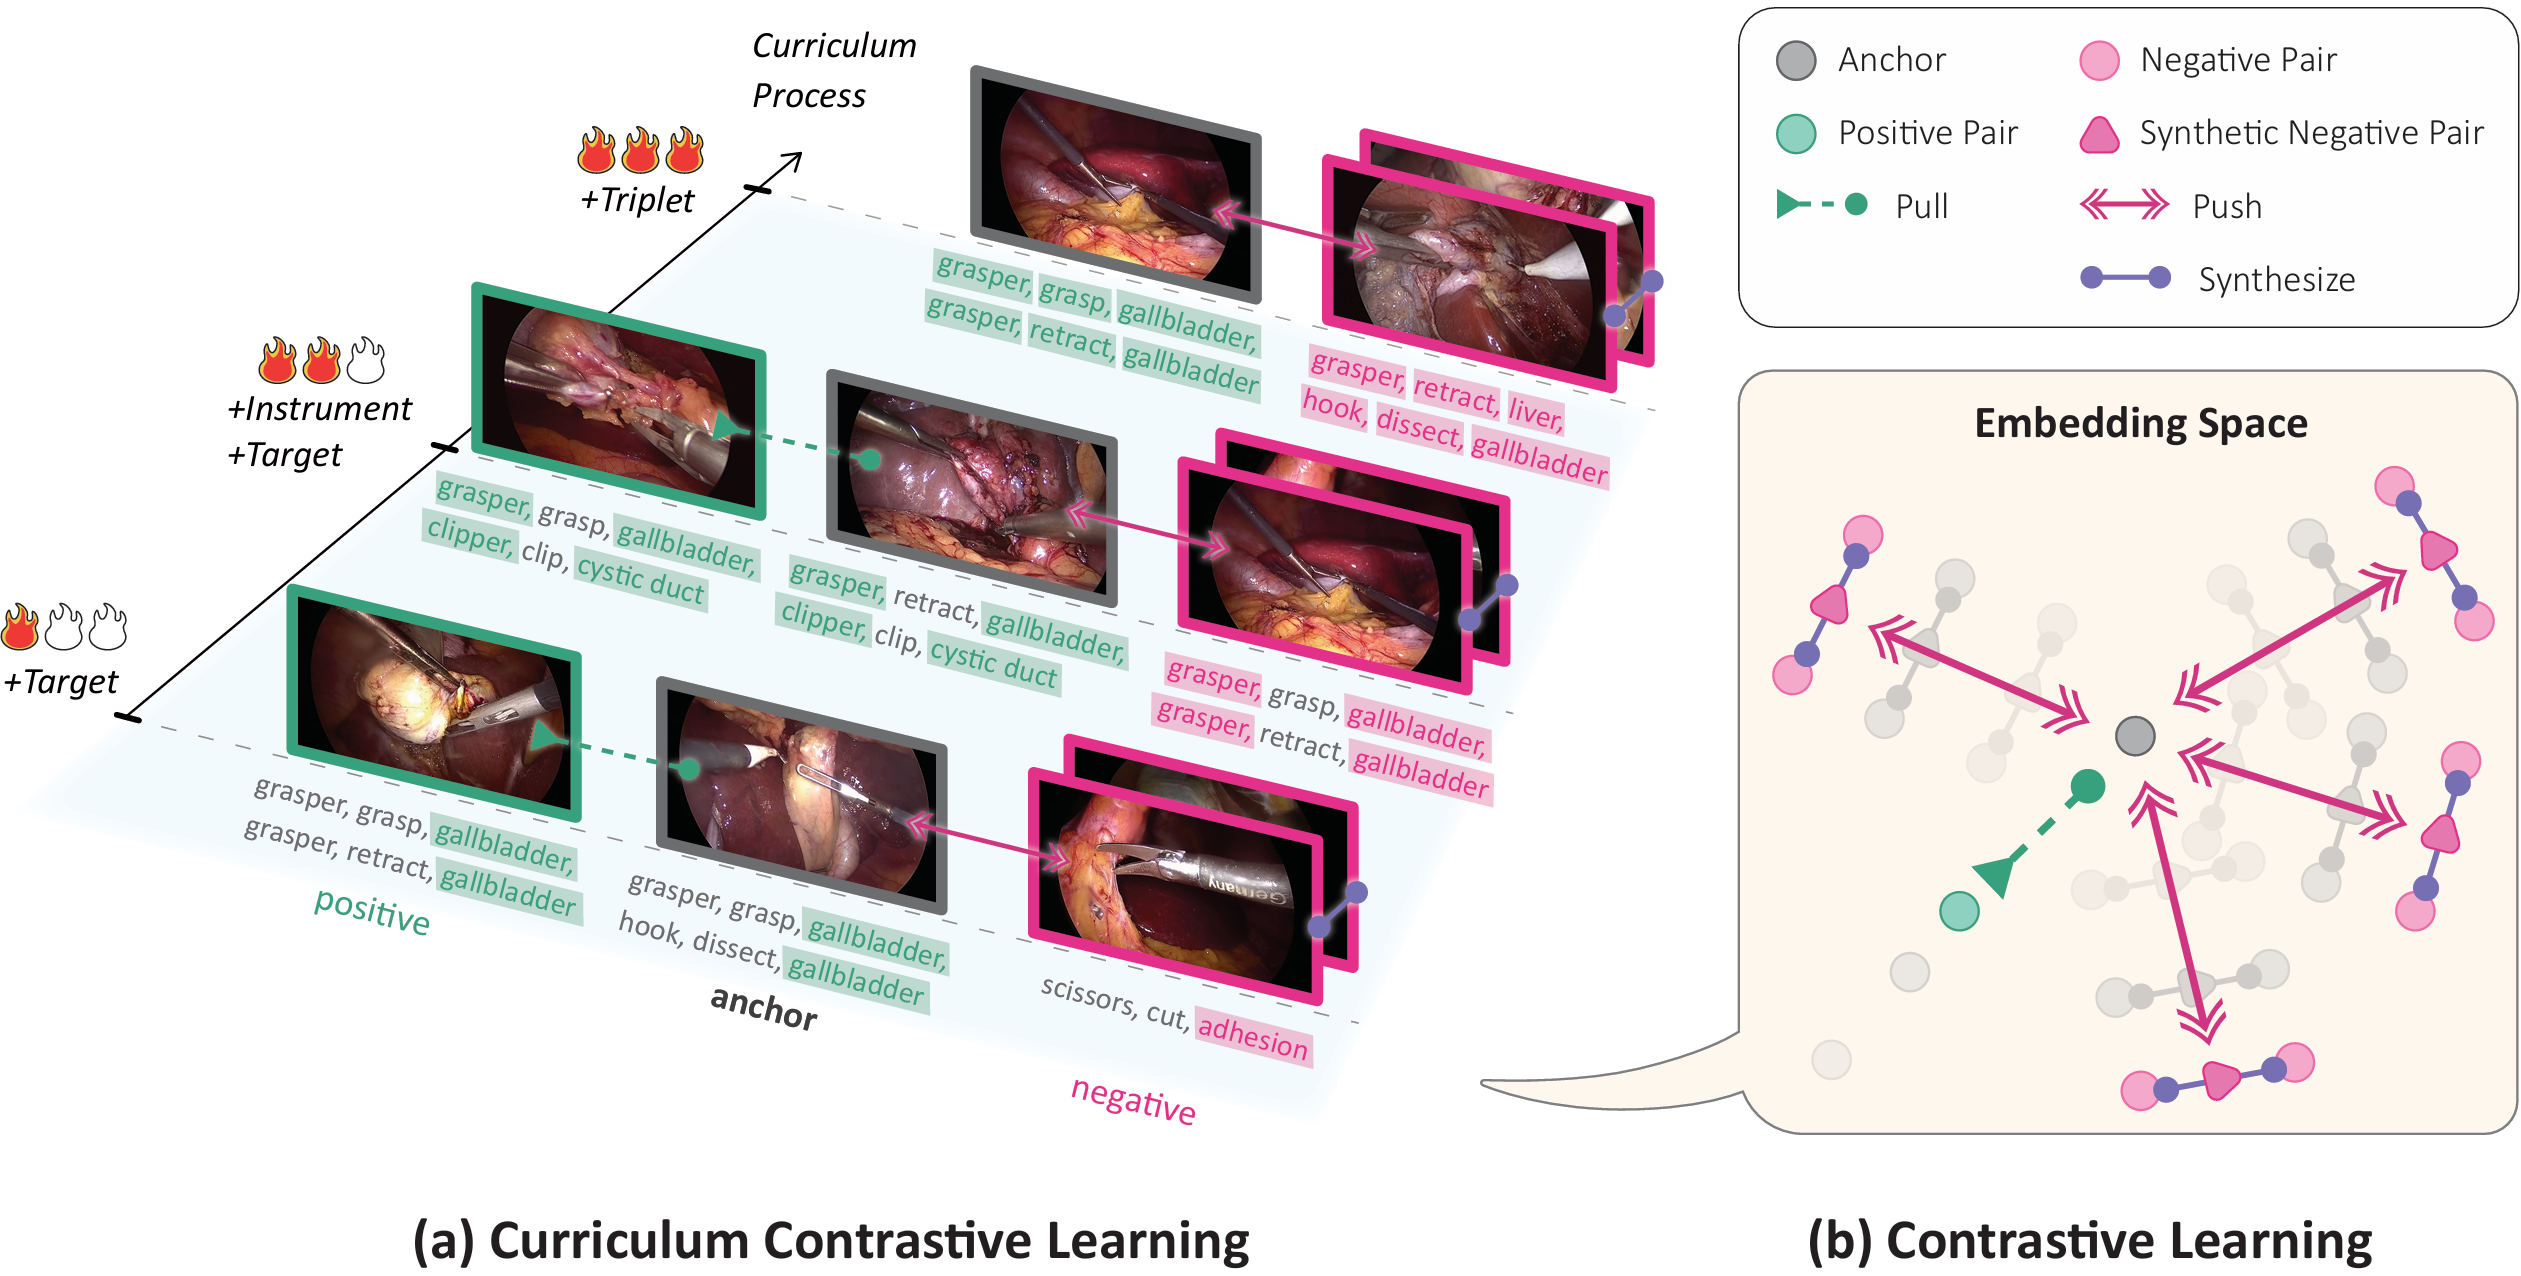 Curriculum
Process
+Triplet
grasper, grasp, gallbladder,
grasper, retract, gallbladder
grasper, retract, liver,
hook, dissect, gallbladder
+Instrument
+Target
grasper, grasp, gallbladder,
clipper, clip, cystic duct
grasper, retract, gallbladder,
clipper, clip, cystic duct
grasper, grasp, gallbladder,
grasper, retract, gallbladder
+Target
grasper, grasp, gallbladder,
grasper, retract, gallbladder
positive
grasper, grasp, gallbladder,
hook, dissect, gallbladder
anchor
Germany
scissors, cut, adhesion
negative
(a) Curriculum Contrastive Learning
Anchor
Negative Pair
Positive Pair
Synthetic Negative Pair
Pull
Push
Synthesize
Embedding Space
(b) Contrastive Learning